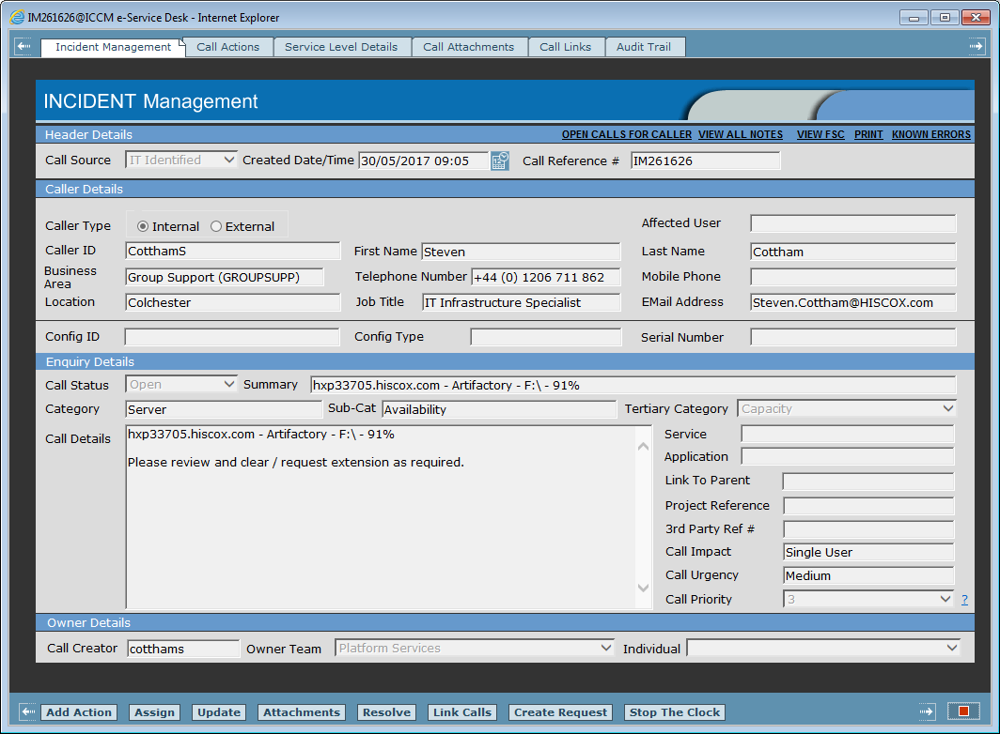 IM261626@ICCM e-Service Desk - Internet Explorer
Incident Management Call Actions Service Level Details Call Attachments Call Links Audit Trail
INCIDENT Management
Header Details OPEN CALLS FOR CALLER VIEW ALL NOTES VIEW FSC PRINT KNOWN ERRORS
Call Source IT Identified Created Date/Time 30/05/2017 09:05 Call Reference # IM261626
Caller Details
Caller Type Internal External Affected User
Caller ID CotthamS First Name Steven Last Name Cottham
Business Area Group Support (GROUPSUPP) Telephone Number +44 (0) 1206 711 862 Mobile Phone
Location Colchester Job Title IT Infrastructure Specialist EMail Address Steven.Cottham@HISCOX.com
Config ID Config Type Serial Number
Enquiry Details
Call Status Open Summary hxp33705.hiscox.com - Artifactory - F:\ - 91%
Category Server Sub-Cat Availability Tertiary Category Capacity
Call Details hxp33705.hiscox.com - Artifactory - F:\ - 91% Service
Please review and clear / request extension as required. Application
Link To Parent
Project Reference
3rd Party Ref #
Call Impact Single User
Call Urgency Medium
Call Priority 3 ?
Owner Details
Call Creator cotthams Owner Team Platform Services Individual
Add Action Assign Update Attachments Resolve Link Calls Create Request Stop The Clock